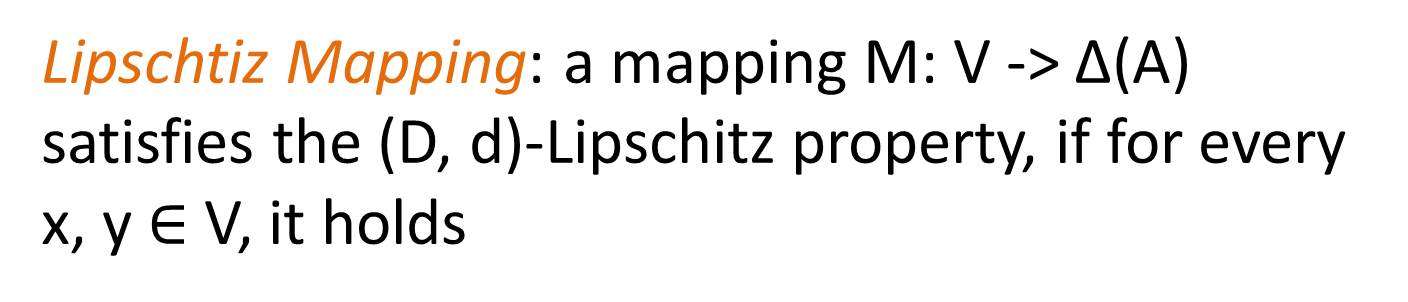 Lipschtiz Mapping: a mapping M: V -> Δ(A)
satisfies the (D, d)-Lipschitz property, if for every
x, y ∈ V, it holds